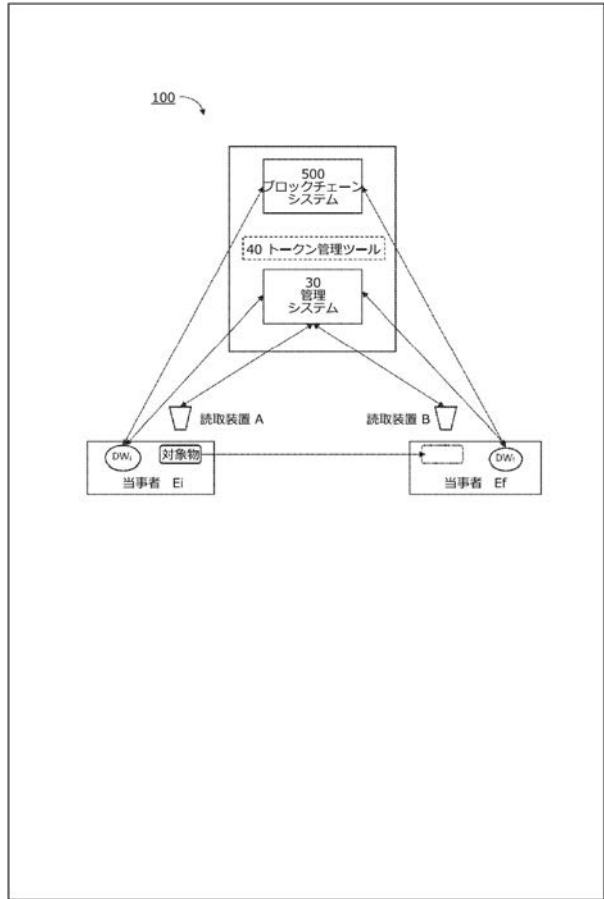 100
500
ブロックチェーン
システム
40 トークン管理ツール
30
管理
システム
読取装置 A
読取装置 B
DWi
対象物
DWf
当事者 Ei
当事者 Ef